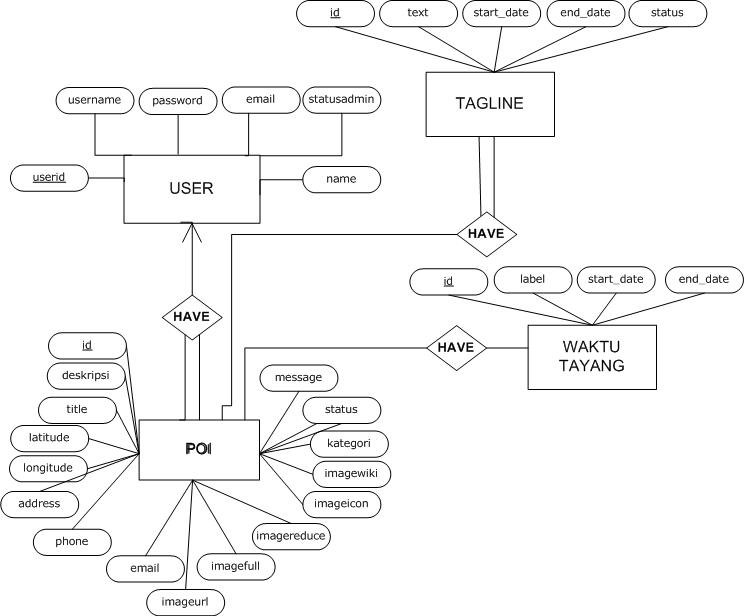 id
text
start_date
end_date
status
TAGLINE
username
password
email
statusadmin
userid
USER
name
HAVE
id
label
start_date
end_date
HAVE
HAVE
WAKTU
TAYANG
id
deskripsi
title
latitude
longitude
address
phone
POI
message
status
kategori
imagewiki
imageicon
imagereduce
imagefull
email
imageurl